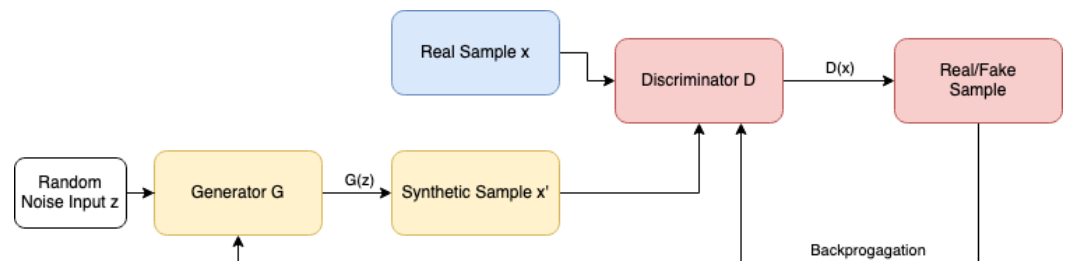 Real Sample x
Discriminator D
D(x)
Real/Fake
Sample
Random
Noise Input z
Generator G
G(z)
Synthetic Sample x'
Backprogagation